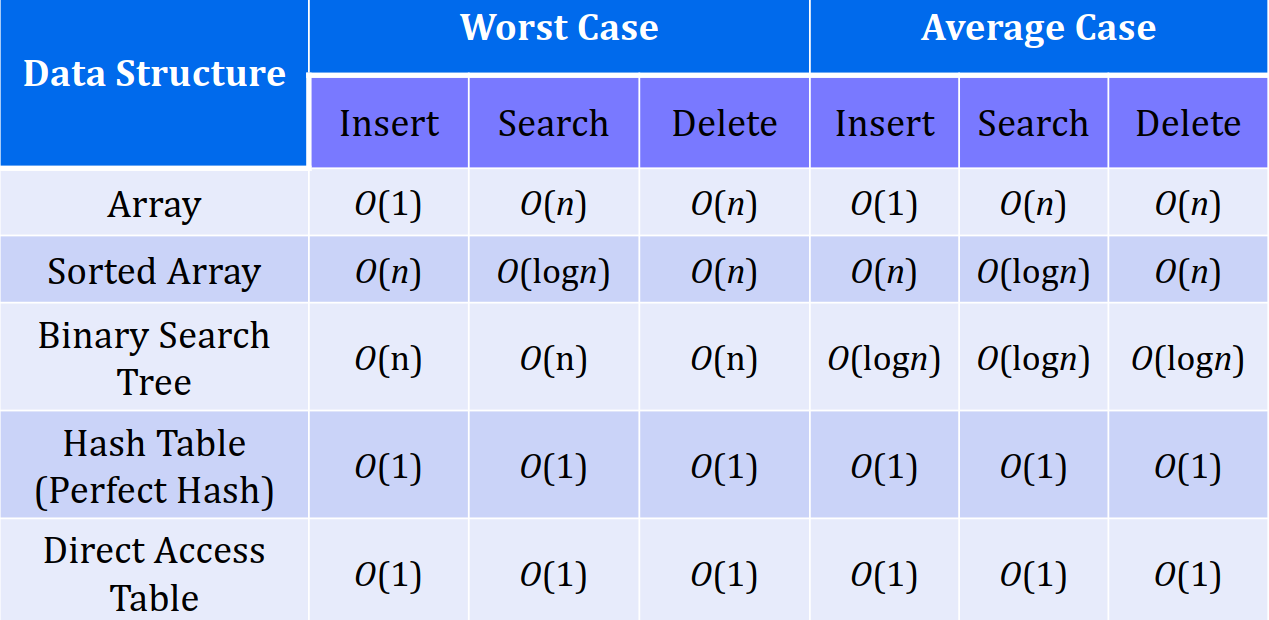 Data Structure Worst Case Average Case
Insert Search Delete Insert Search Delete
Array O(1) O(n) O(n) O(1) O(n) O(n)
Sorted Array O(n) O(logn) O(n) O(n) O(logn) O(n)
Binary Search
Tree O(n) O(n) O(n) O(logn) O(logn) O(logn)
Hash Table
(Perfect Hash) O(1) O(1) O(1) O(1) O(1) O(1)
Direct Access
Table O(1) O(1) O(1) O(1) O(1) O(1)